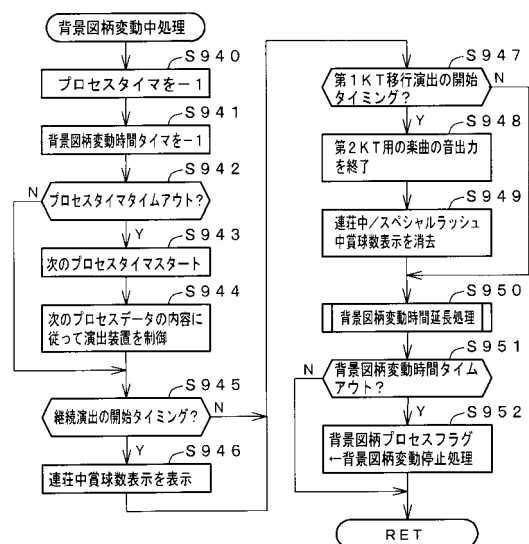 背景図柄変動中処理
S940
プロセスタイマを－1
S941
背景図柄変動時間タイマを－1
S942
プロセスタイマタイムアウト?
N
Y
S943
次のプロセスタイマスタート
S944
次のプロセスデータの内容に
従って演出装置を制御
S945
継続演出の開始タイミング?
N
Y
S946
連荘中賞球数表示を表示
S947
第1KT移行演出の開始
タイミング?
N
Y
S948
第2KT用の楽曲の音出力
を終了
S949
連荘中/スペシャルラッシュ
中賞球数表示を消去
S950
背景図柄変動時間延長処理
S951
背景図柄変動時間タイム
アウト?
N
Y
S952
背景図柄プロセスフラグ
←背景図柄変動停止処理
RET